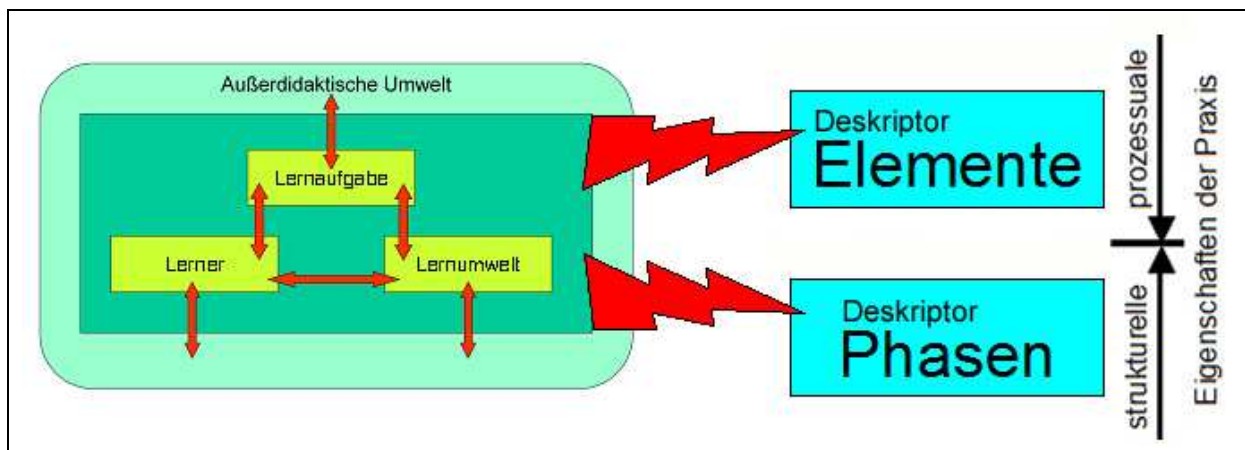 Außerdidaktische Umwelt
Lernaufgabe
Lerner
Lernumwelt
Deskriptor
Elemente
Deskriptor
Phasen
prozessuale
strukturelle
Eigenschaften der Praxis